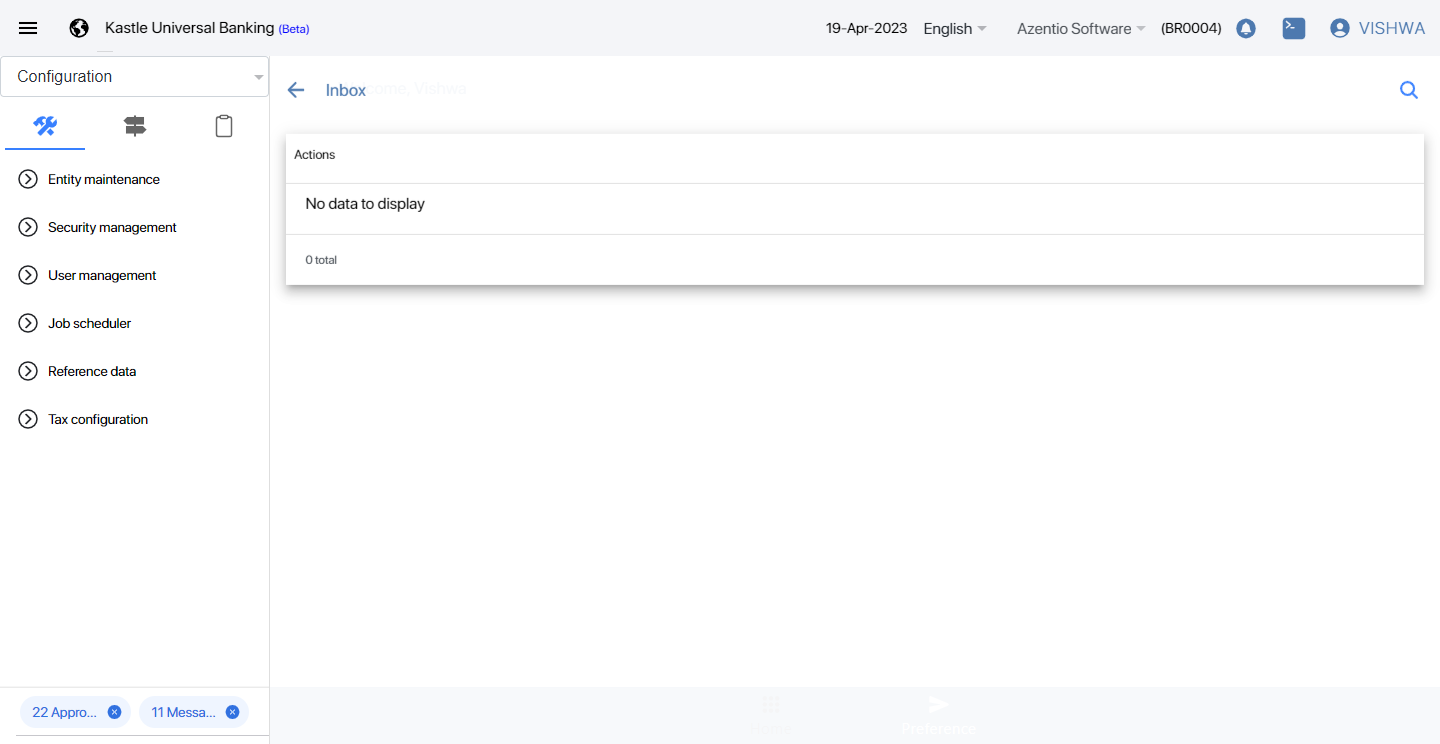 Kastle Universal Banking (Beta) 19-Apr-2023 English Azentio Software (BR0004) VISHWA
Configuration
Inbox come, Vishwa
Actions
Entity maintenance
No data to display
Security management
0 total
User management
Job scheduler
Reference data
Tax configuration
22 Appro... 11 Messa...
Preference